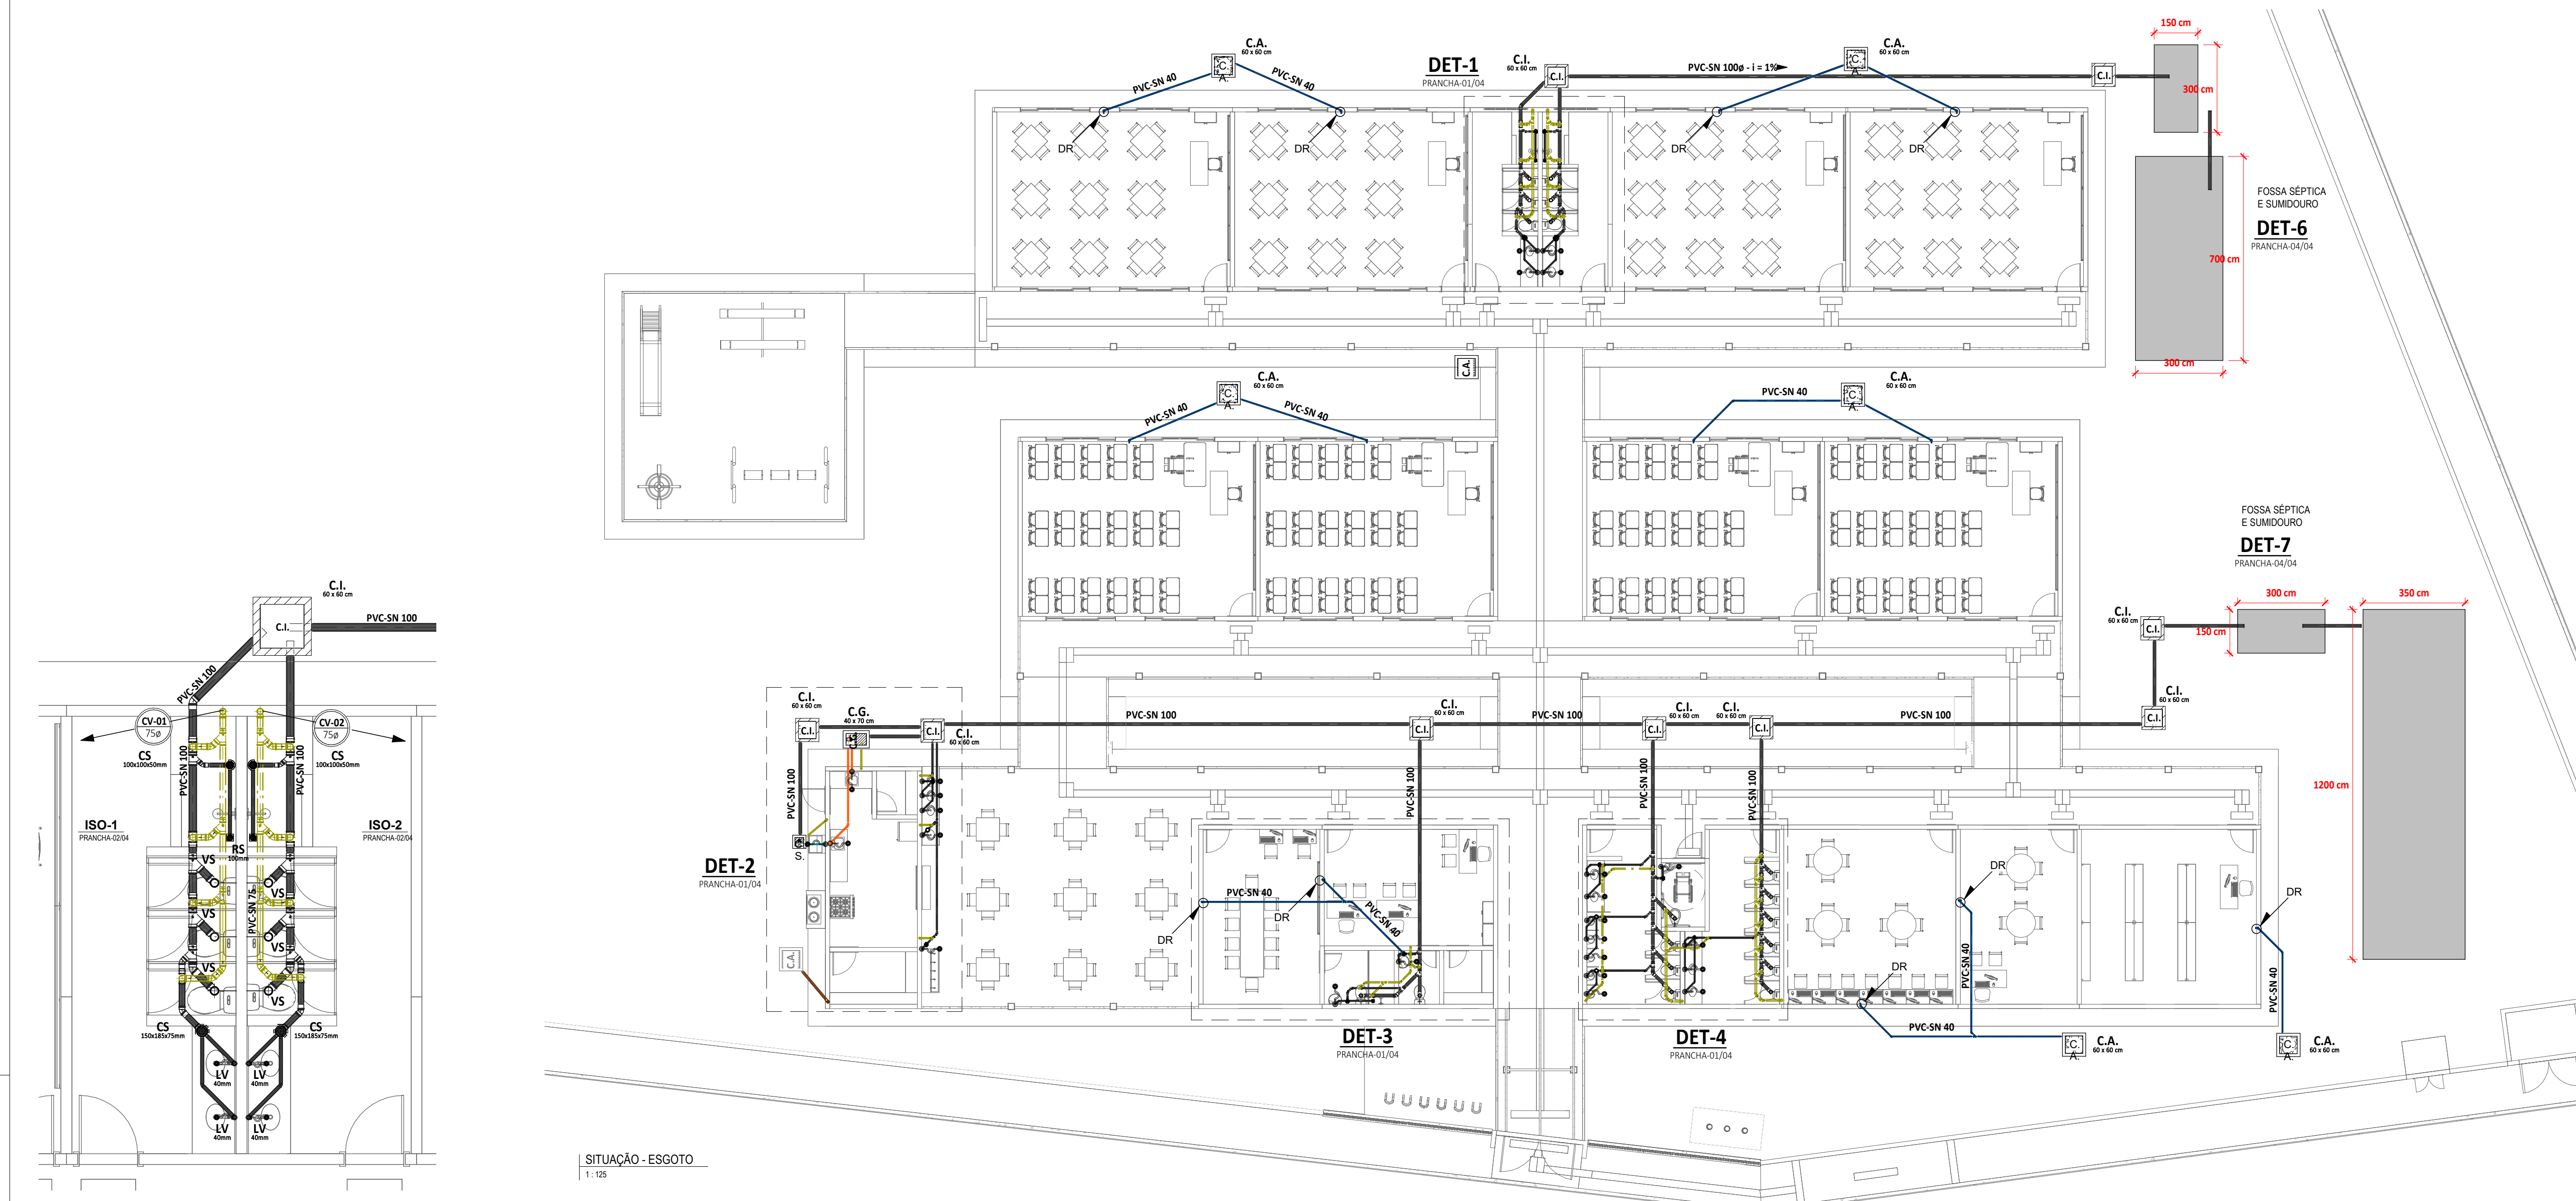 C.I.
60 x 60 cm
C.I.
PVC-SN 100
PVC-SN 100
CV-01
75ø
CV-02
75ø
CS
100x100x50mm
CS
100x100x50mm
PVC-SN 100
PVC-SN 100
ISO-1
PRANCHA-02/04
ISO-2
PRANCHA-02/04
RS
100mm
VS
VS
VS
VS
VS
VS
PVC-SN 75
CS
150x185x75mm
CS
150x185x75mm
LV
40mm
LV
40mm
LV
40mm
LV
40mm
C.A.
60 x 60 cm
C.
A.
PVC-SN 40
PVC-SN 40
DR
DR
DET-1
PRANCHA-01/04
C.I.
60 x 60 cm
C.I.
PVC-SN 100ø - i = 1%
C.A.
60 x 60 cm
C.
A.
DR
DR
C.I.
150 cm
300 cm
700 cm
300 cm
FOSSA SÉPTICA
E SUMIDOURO
DET-6
PRANCHA-04/04
C.A.
C.A.
60 x 60 cm
C.
A.
PVC-SN 40
PVC-SN 40
PVC-SN 40
C.A.
60 x 60 cm
C.
A.
FOSSA SÉPTICA
E SUMIDOURO
DET-7
PRANCHA-04/04
300 cm
350 cm
150 cm
1200 cm
C.I.
60 x 60 cm
C.I.
C.I.
60 x 60 cm
C.I.
C.I.
60 x 60 cm
C.I.
C.G.
40 x 70 cm
C.I.
C.I.
60 x 60 cm
PVC-SN 100
C.I.
60 x 60 cm
C.I.
PVC-SN 100
C.I.
60 x 60 cm
C.I.
C.I.
60 x 60 cm
C.I.
PVC-SN 100
PVC-SN 100
PVC-SN 100
PVC-SN 100
PVC-SN 100
S.
DET-2
PRANCHA-01/04
C.A.
PVC-SN 40
PVC-SN 40
DR
DR
DET-3
PRANCHA-01/04
DET-4
PRANCHA-01/04
DR
DR
DR
PVC-SN 40
PVC-SN 40
PVC-SN 40
C.
A.
C.A.
60 x 60 cm
C.
A.
C.A.
60 x 60 cm
SITUAÇÃO - ESGOTO
1 : 125